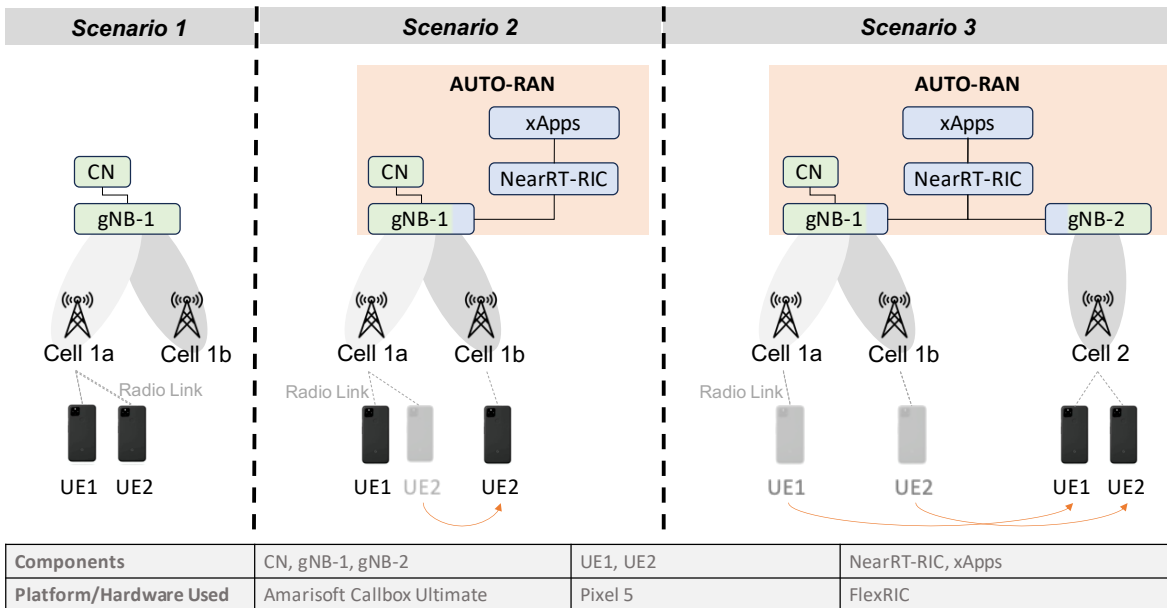 Scenario 1
Scenario 2
Scenario 3
CN
gNB-1
Cell 1a
Cell 1b
Radio Link
UE1
UE2
AUTO-RAN
xApps
CN
NearRT-RIC
gNB-1
Cell 1a
Cell 1b
Radio Link
UE1
UE2
UE2
AUTO-RAN
xApps
CN
NearRT-RIC
gNB-1
gNB-2
Cell 1a
Cell 1b
Cell 2
Radio Link
UE1
UE2
UE1
UE2
Components CN, gNB-1, gNB-2 UE1, UE2 NearRT-RIC, xApps
Platform/Hardware Used Amarisoft Callbox Ultimate Pixel 5 FlexRIC